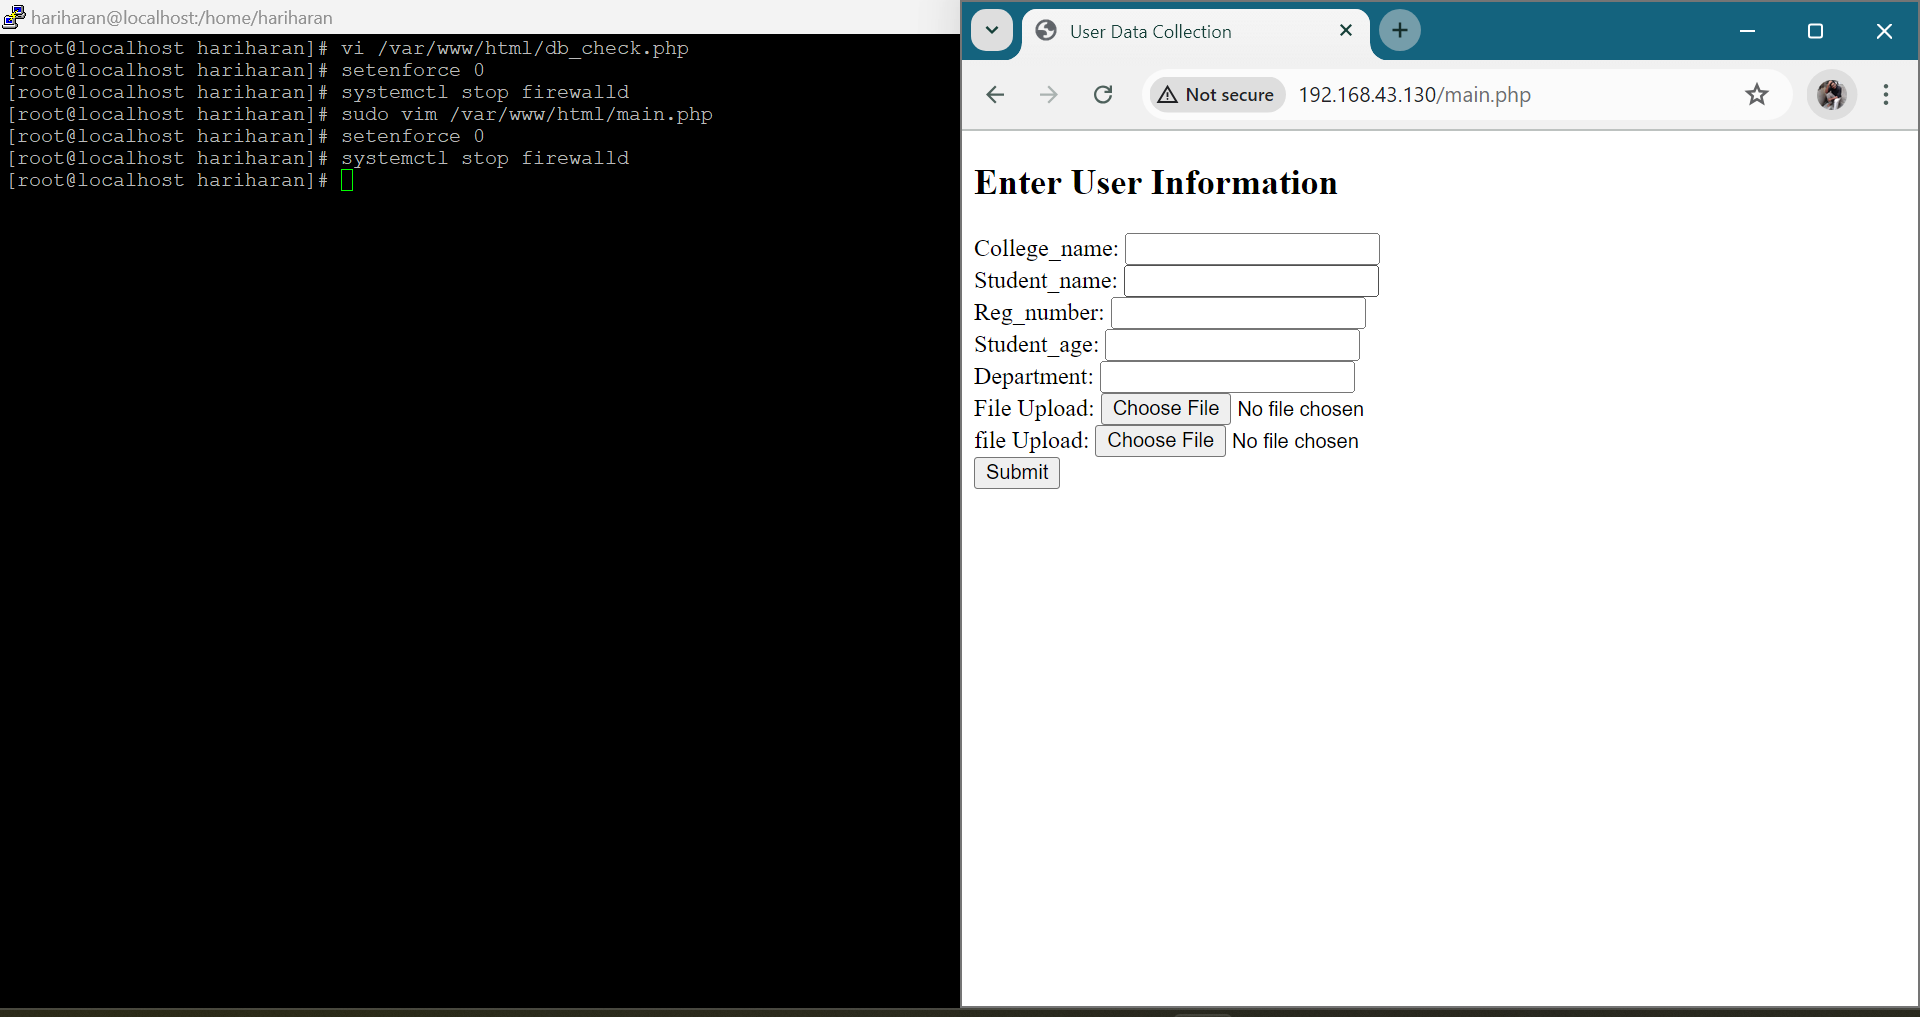 hariharan@localhost:/home/hariharan
[root@localhost hariharan]# vi /var/www/html/db_check.php
[root@localhost hariharan]# setenforce 0
[root@localhost hariharan]# systemctl stop firewalld
[root@localhost hariharan]# sudo vim /var/www/html/main.php
[root@localhost hariharan]# setenforce 0
[root@localhost hariharan]# systemctl stop firewalld
[root@localhost hariharan]#
User Data Collection
Not secure 192.168.43.130/main.php
Enter User Information
College_name:
Student_name:
Reg_number:
Student_age:
Department:
File Upload: Choose File No file chosen
file Upload: Choose File No file chosen
Submit